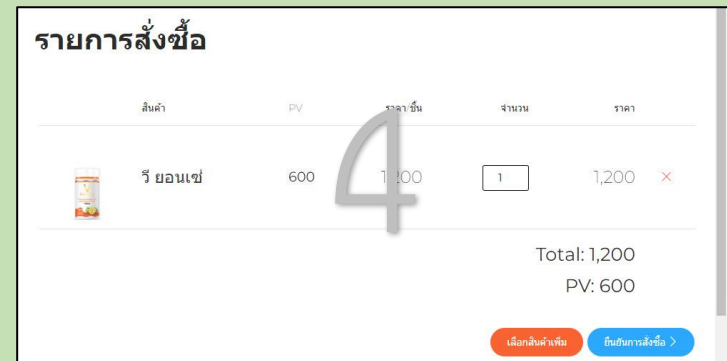 รายการสั่งซื้อ
สินค้า PV ราคา/ชิ้น จำนวน ราคา
วี ยอนเซ่ 600 1,200 1 1,200 ×
4
Total: 1,200
PV: 600
เลือกสินค้าเพิ่ม ยืนยันการสั่งซื้อ >